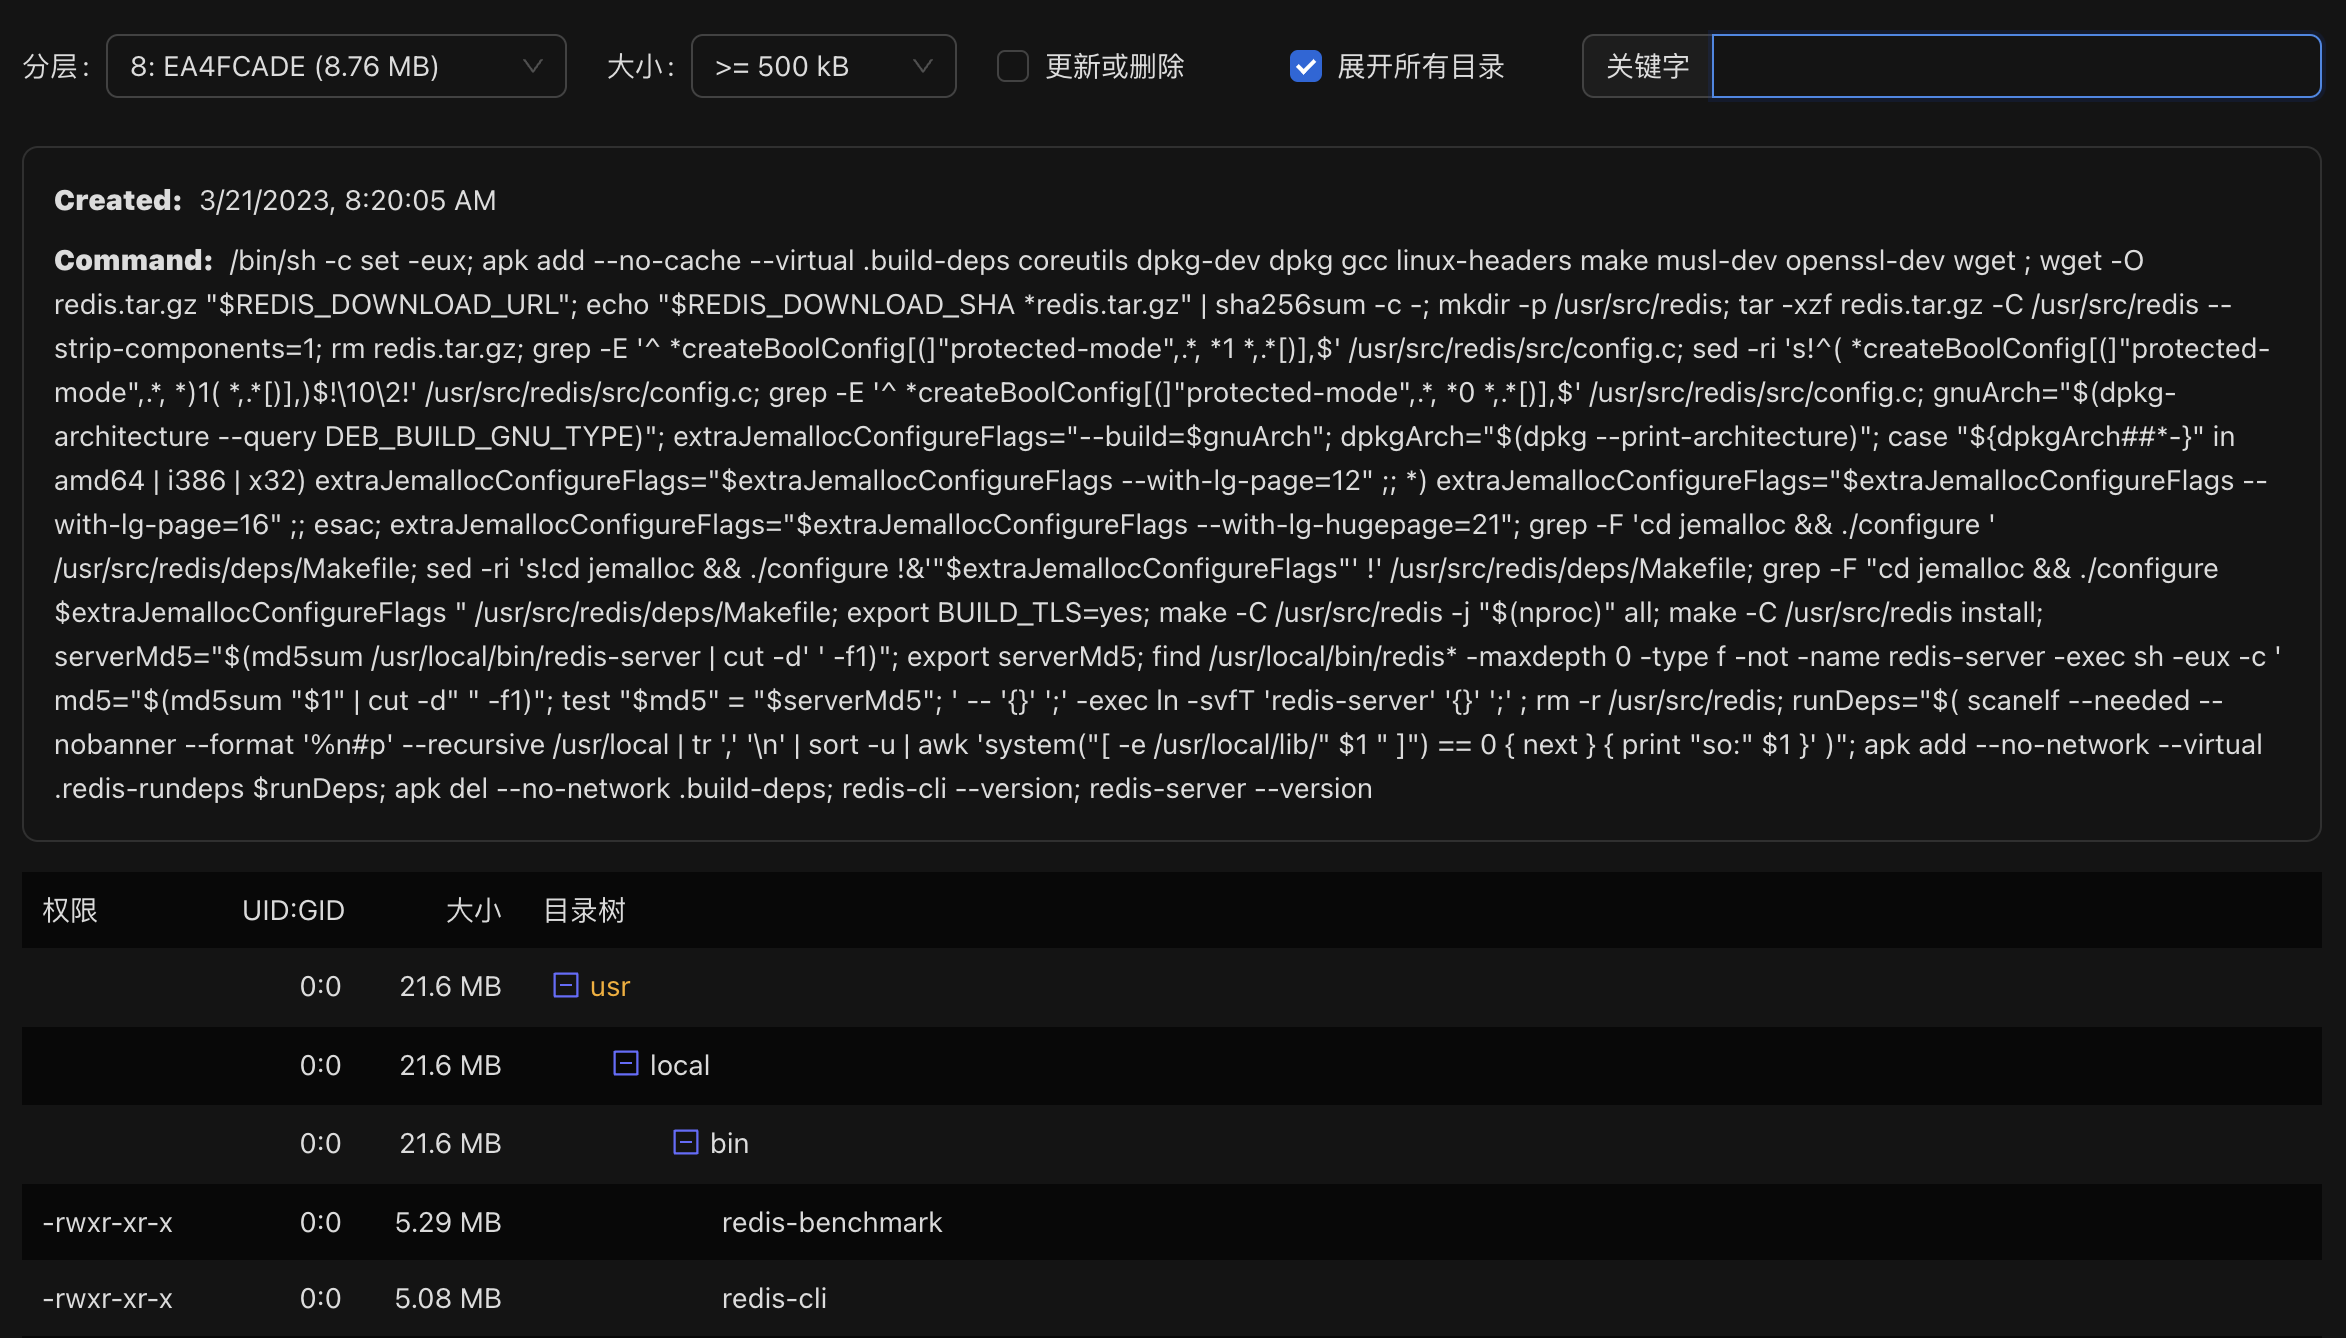 分层: 8: EA4FCADE (8.76 MB) 大小: >= 500 kB 更新或删除 展开所有目录 关键字
Created: 3/21/2023, 8:20:05 AM
Command: /bin/sh -c set -eux; apk add --no-cache --virtual .build-deps coreutils dpkg-dev dpkg gcc linux-headers make musl-dev openssl-dev wget ; wget -O
redis.tar.gz "$REDIS_DOWNLOAD_URL"; echo "$REDIS_DOWNLOAD_SHA *redis.tar.gz" | sha256sum -c -; mkdir -p /usr/src/redis; tar -xzf redis.tar.gz -C /usr/src/redis --
strip-components=1; rm redis.tar.gz; grep -E '^ *createBoolConfig[(]"protected-mode",.*, *1 *,.*[)],$' /usr/src/redis/src/config.c; sed -ri 's!^( *createBoolConfig[(]"protected-
mode",.*, *)1( *,.*[)],)$!\10\2!' /usr/src/redis/src/config.c; grep -E '^ *createBoolConfig[(]"protected-mode",.*, *0 *,.*[)],$' /usr/src/redis/src/config.c; gnuArch="$(dpkg-
architecture --query DEB_BUILD_GNU_TYPE)"; extraJemallocConfigureFlags="--build=$gnuArch"; dpkgArch="$(dpkg --print-architecture)"; case "${dpkgArch##*-}" in
amd64 | i386 | x32) extraJemallocConfigureFlags="$extraJemallocConfigureFlags --with-lg-page=12" ;; *) extraJemallocConfigureFlags="$extraJemallocConfigureFlags --
with-lg-page=16" ;; esac; extraJemallocConfigureFlags="$extraJemallocConfigureFlags --with-lg-hugepage=21"; grep -F 'cd jemalloc && ./configure '
/usr/src/redis/deps/Makefile; sed -ri 's!cd jemalloc && ./configure !&'"$extraJemallocConfigureFlags"' !' /usr/src/redis/deps/Makefile; grep -F "cd jemalloc && ./configure
$extraJemallocConfigureFlags " /usr/src/redis/deps/Makefile; export BUILD_TLS=yes; make -C /usr/src/redis -j "$(nproc)" all; make -C /usr/src/redis install;
serverMd5="$(md5sum /usr/local/bin/redis-server | cut -d' ' -f1)"; export serverMd5; find /usr/local/bin/redis* -maxdepth 0 -type f -not -name redis-server -exec sh -eux -c '
md5="$(md5sum "$1" | cut -d" " -f1)"; test "$md5" = "$serverMd5"; ' -- '{}' ';' -exec ln -svfT 'redis-server' '{}' ';' ; rm -r /usr/src/redis; runDeps="$( scanelf --needed --
nobanner --format '%n#p' --recursive /usr/local | tr ',' '\n' | sort -u | awk 'system("[ -e /usr/local/lib/" $1 " ]") == 0 { next } { print "so:" $1 }' )"; apk add --no-network --virtual
.redis-rundeps $runDeps; apk del --no-network .build-deps; redis-cli --version; redis-server --version
权限 UID:GID 大小 目录树
0:0 21.6 MB usr
0:0 21.6 MB local
0:0 21.6 MB bin
-rwxr-xr-x 0:0 5.29 MB redis-benchmark
-rwxr-xr-x 0:0 5.08 MB redis-cli